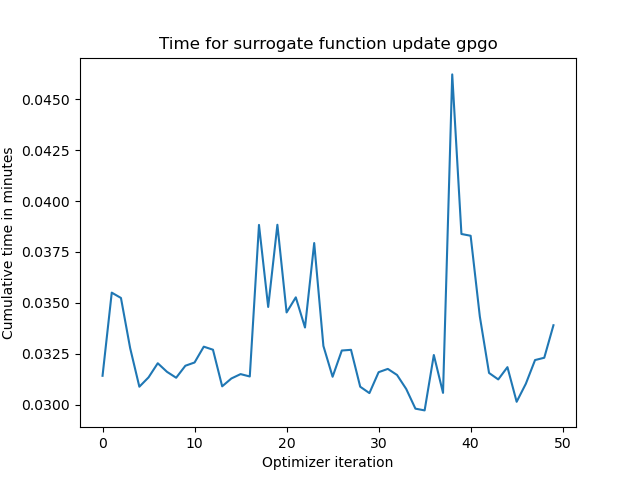 Time for surrogate function update gpgo
Cumulative time in minutes
0.0450
0.0425
0.0400
0.0375
0.0350
0.0325
0.0300
0 10 20 30 40 50
Optimizer iteration